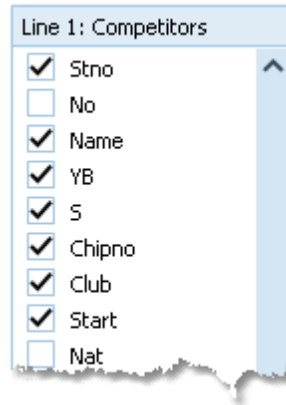 Line 1: Competitors
Stno
No
Name
YB
S
Chipno
Club
Start
Nat